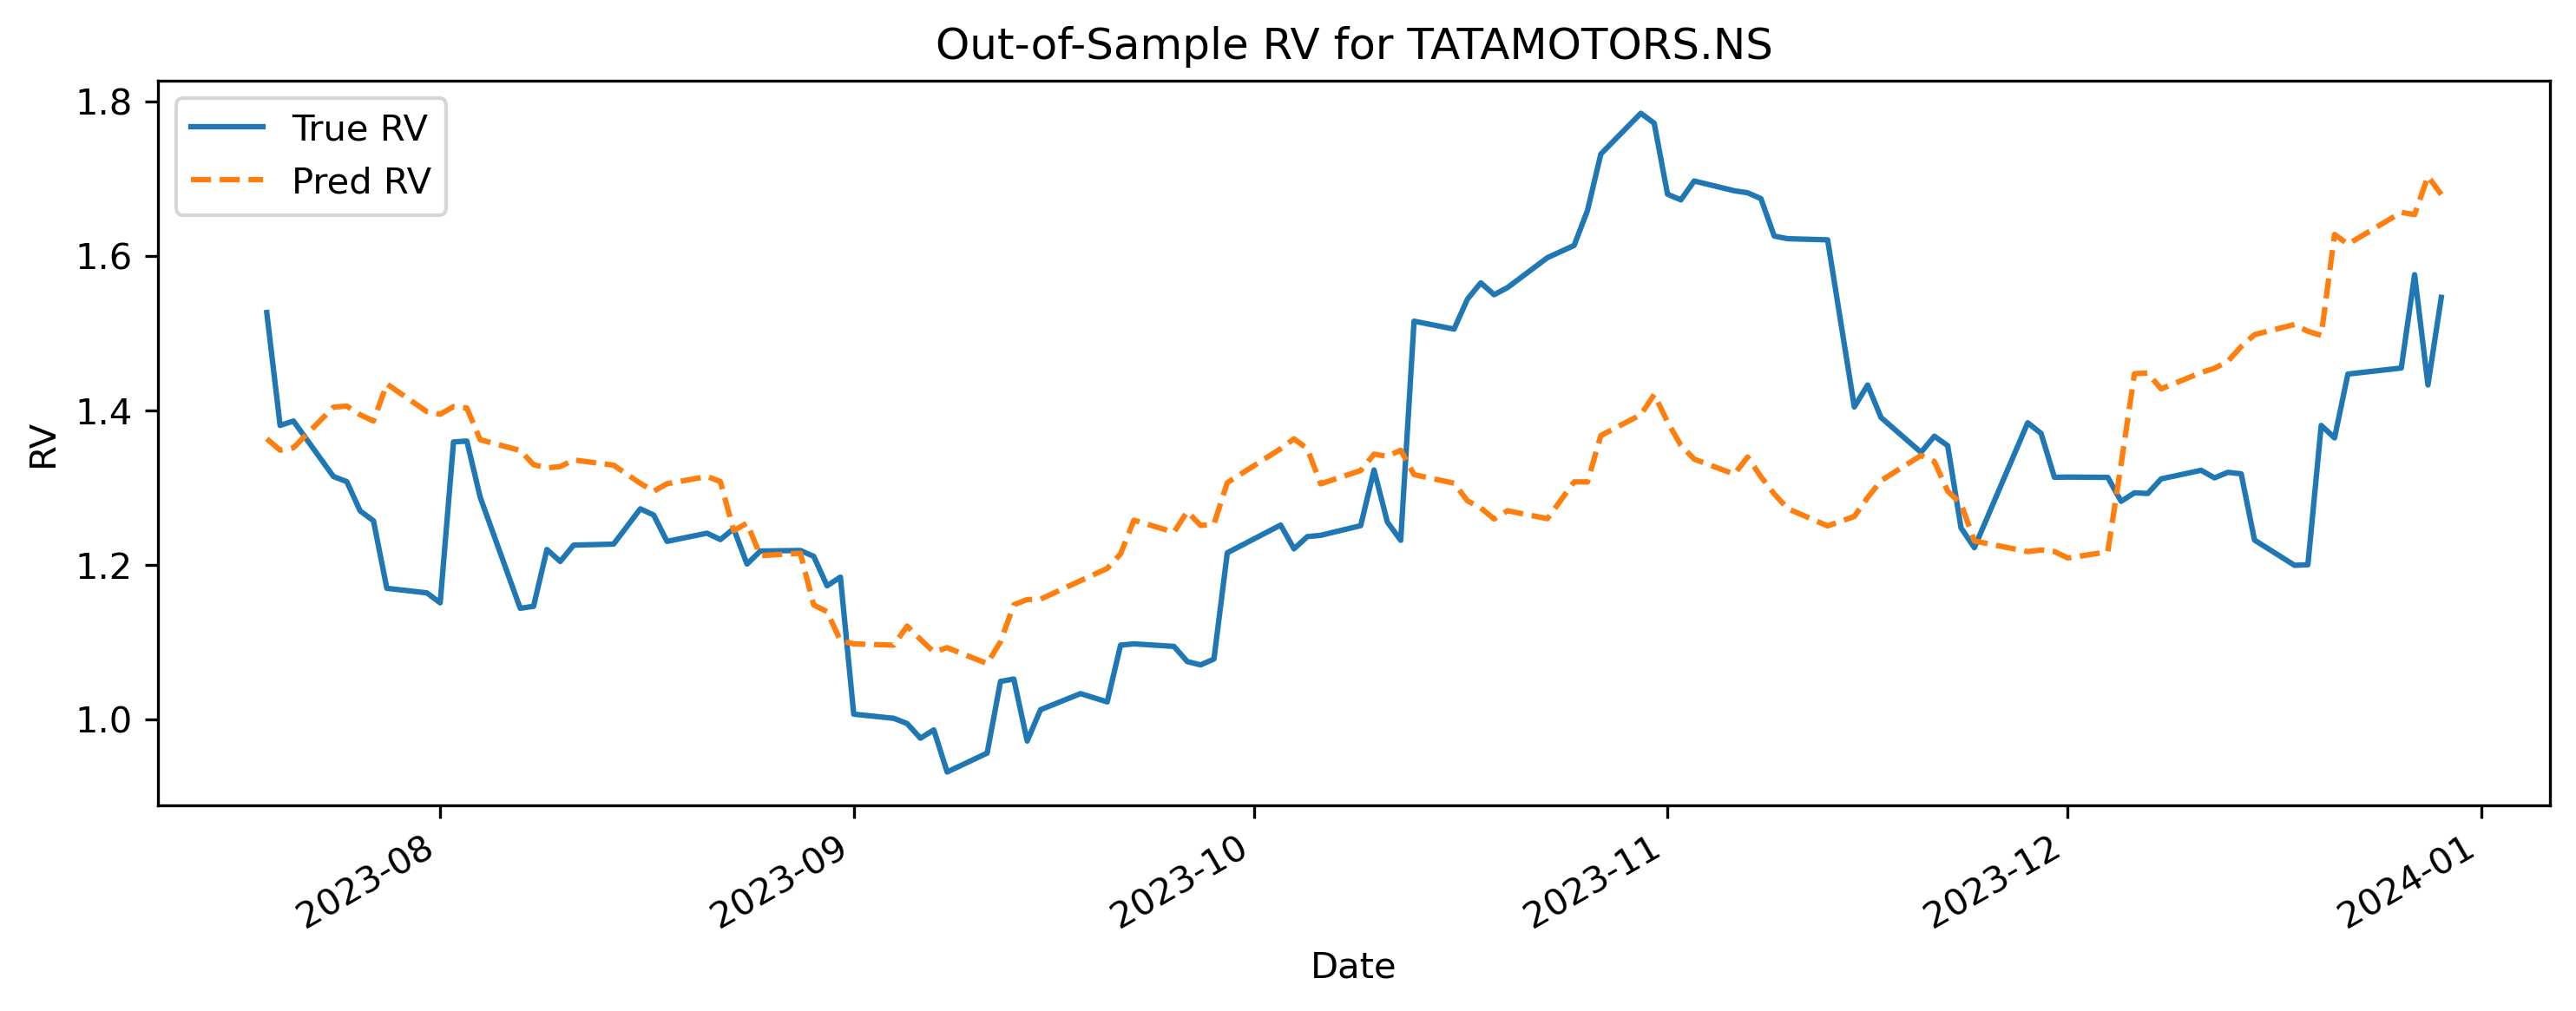 Out-of-Sample RV for TATAMOTORS.NS
True RV
Pred RV
RV
1.8
1.6
1.4
1.2
1.0
2023-08
2023-09
2023-10
2023-11
2023-12
2024-01
Date